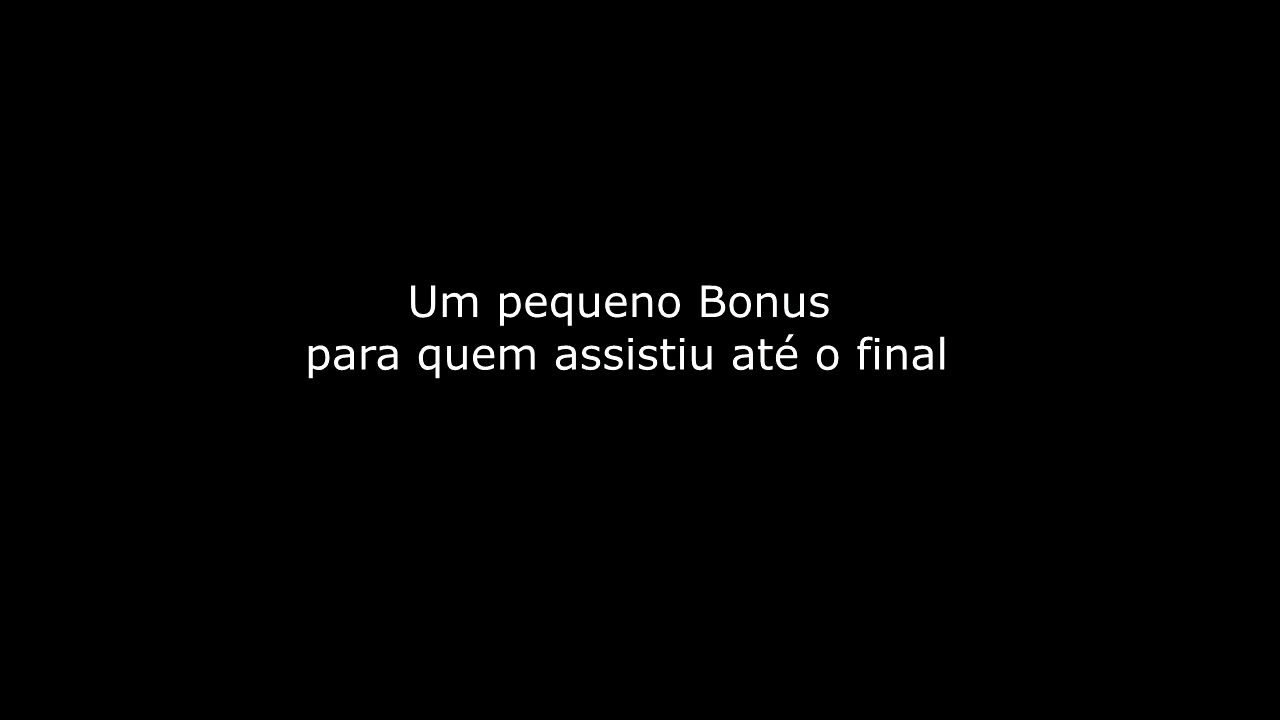 Um pequeno Bonus
para quem assistiu até o final